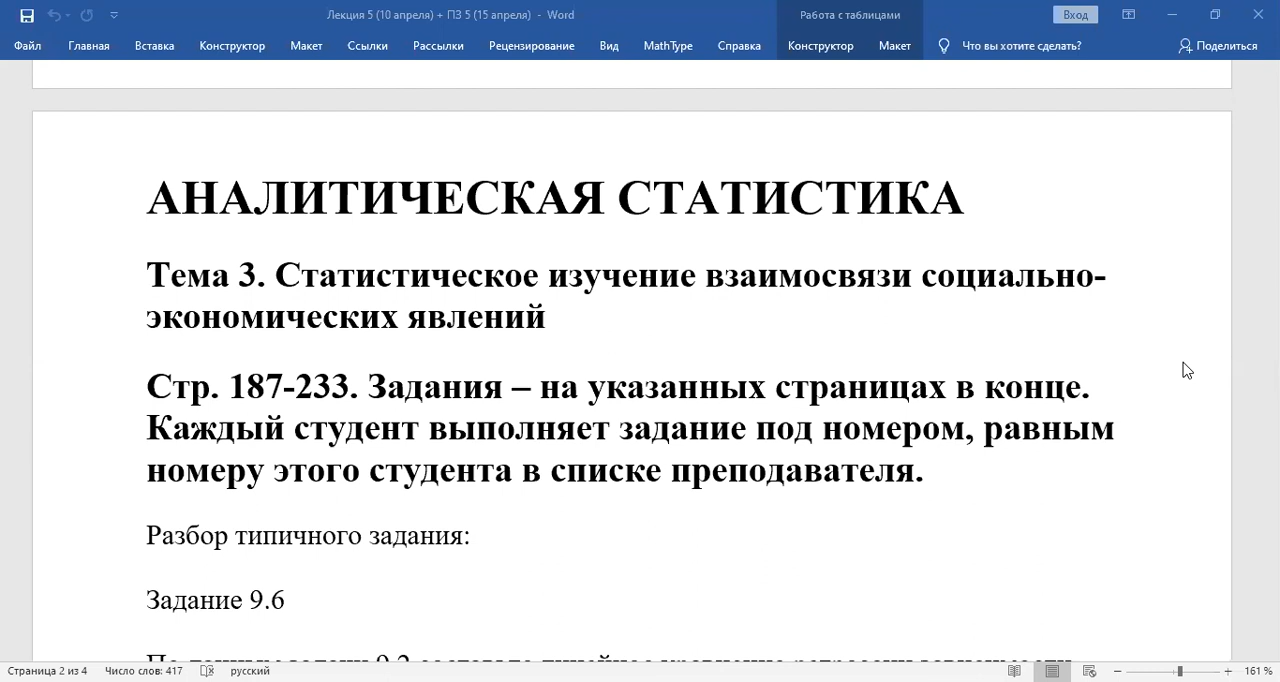 Лекция 5 (10 апреля) + ПЗ 5 (15 апреля) - Word
Работа с таблицами
Вход
Файл Главная Вставка Конструктор Макет Ссылки Рассылки Рецензирование Вид MathType Справка Конструктор Макет Что вы хотите сделать? Поделиться
АНАЛИТИЧЕСКАЯ СТАТИСТИКА
Тема 3. Статистическое изучение взаимосвязи социально-
экономических явлений
Стр. 187-233. Задания – на указанных страницах в конце.
Каждый студент выполняет задание под номером, равным
номеру этого студента в списке преподавателя.
Разбор типичного задания:
Задание 9.6
Страница 2 из 4 Число слов: 417 русский 161 %